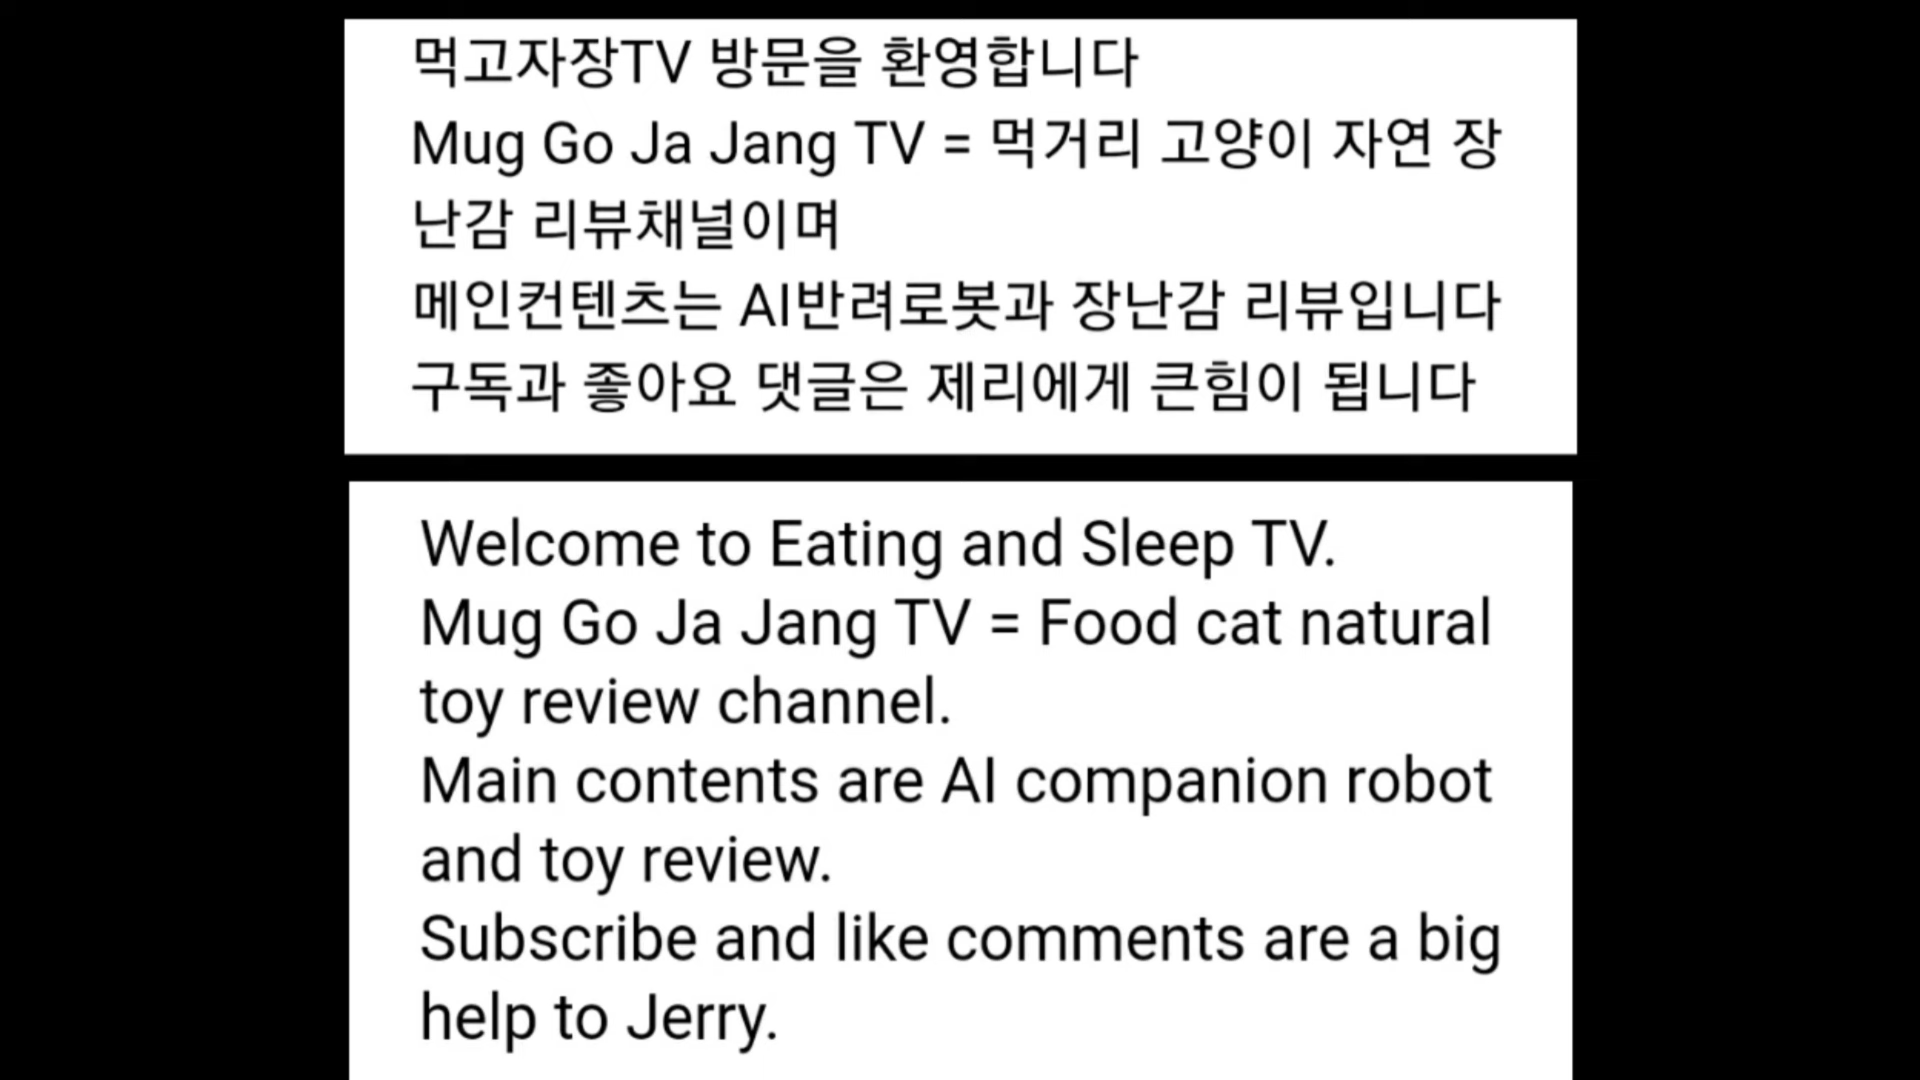 먹고자장TV 방문을 환영합니다
Mug Go Ja Jang TV = 먹거리 고양이 자연 장
난감 리뷰채널이며
메인컨텐츠는 AI반려로봇과 장난감 리뷰입니다
구독과 좋아요 댓글은 제리에게 큰힘이 됩니다
Welcome to Eating and Sleep TV.
Mug Go Ja Jang TV = Food cat natural
toy review channel.
Main contents are AI companion robot
and toy review.
Subscribe and like comments are a big
help to Jerry.